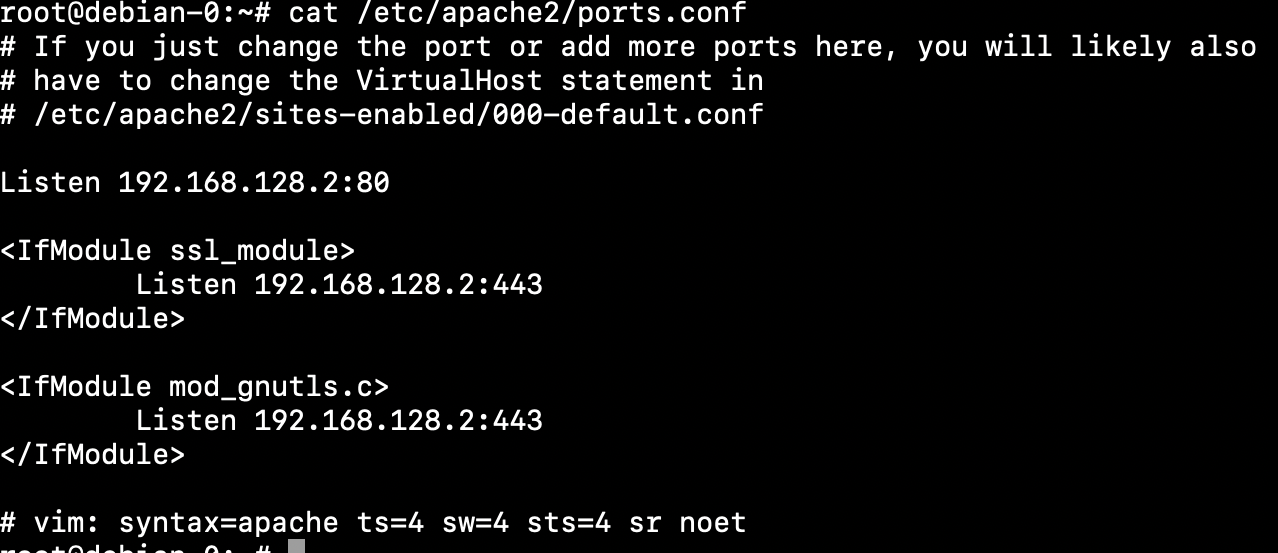 root@debian-0:~# cat /etc/apache2/ports.conf
# If you just change the port or add more ports here, you will likely also
# have to change the VirtualHost statement in
# /etc/apache2/sites-enabled/000-default.conf
Listen 192.168.128.2:80
<IfModule ssl_module>
Listen 192.168.128.2:443
</IfModule>
<IfModule mod_gnutls.c>
Listen 192.168.128.2:443
</IfModule>
# vim: syntax=apache ts=4 sw=4 sts=4 sr noet
root@debian-0:~#